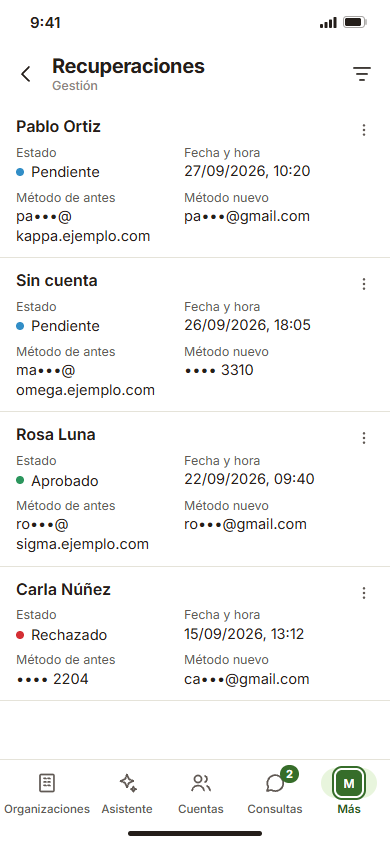 9:41
Recuperaciones
Gestión
Pablo Ortiz
Estado
Fecha y hora
Pendiente
27/09/2026, 10:20
Método de antes
Método nuevo
pa•••@
kappa.ejemplo.com
pa•••@gmail.com
Sin cuenta
Estado
Fecha y hora
Pendiente
26/09/2026, 18:05
Método de antes
Método nuevo
ma•••@
omega.ejemplo.com
•••• 3310
Rosa Luna
Estado
Fecha y hora
Aprobado
22/09/2026, 09:40
Método de antes
Método nuevo
ro•••@
sigma.ejemplo.com
ro•••@gmail.com
Carla Núñez
Estado
Fecha y hora
Rechazado
15/09/2026, 13:12
Método de antes
Método nuevo
•••• 2204
ca•••@gmail.com
2
M
Organizaciones
Asistente
Cuentas
Consultas
Más